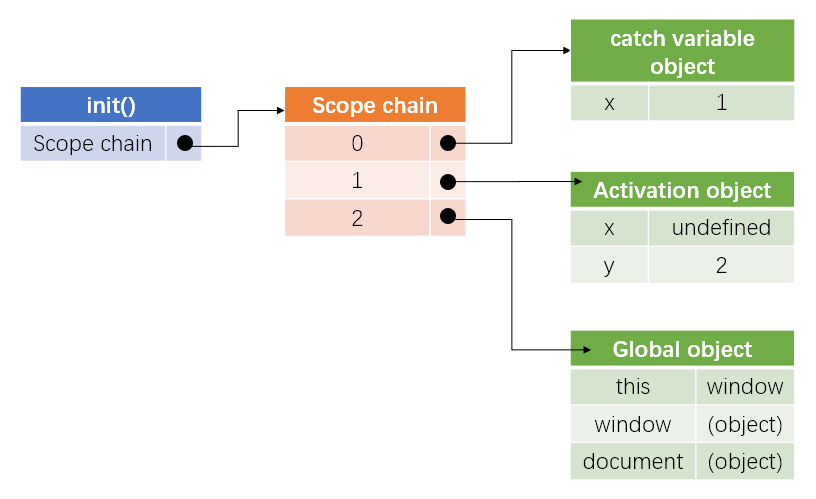 init()
Scope chain
Scope chain
0
1
2
catch variable
object
x 1
Activation object
x undefined
y 2
Global object
this window
window (object)
document (object)